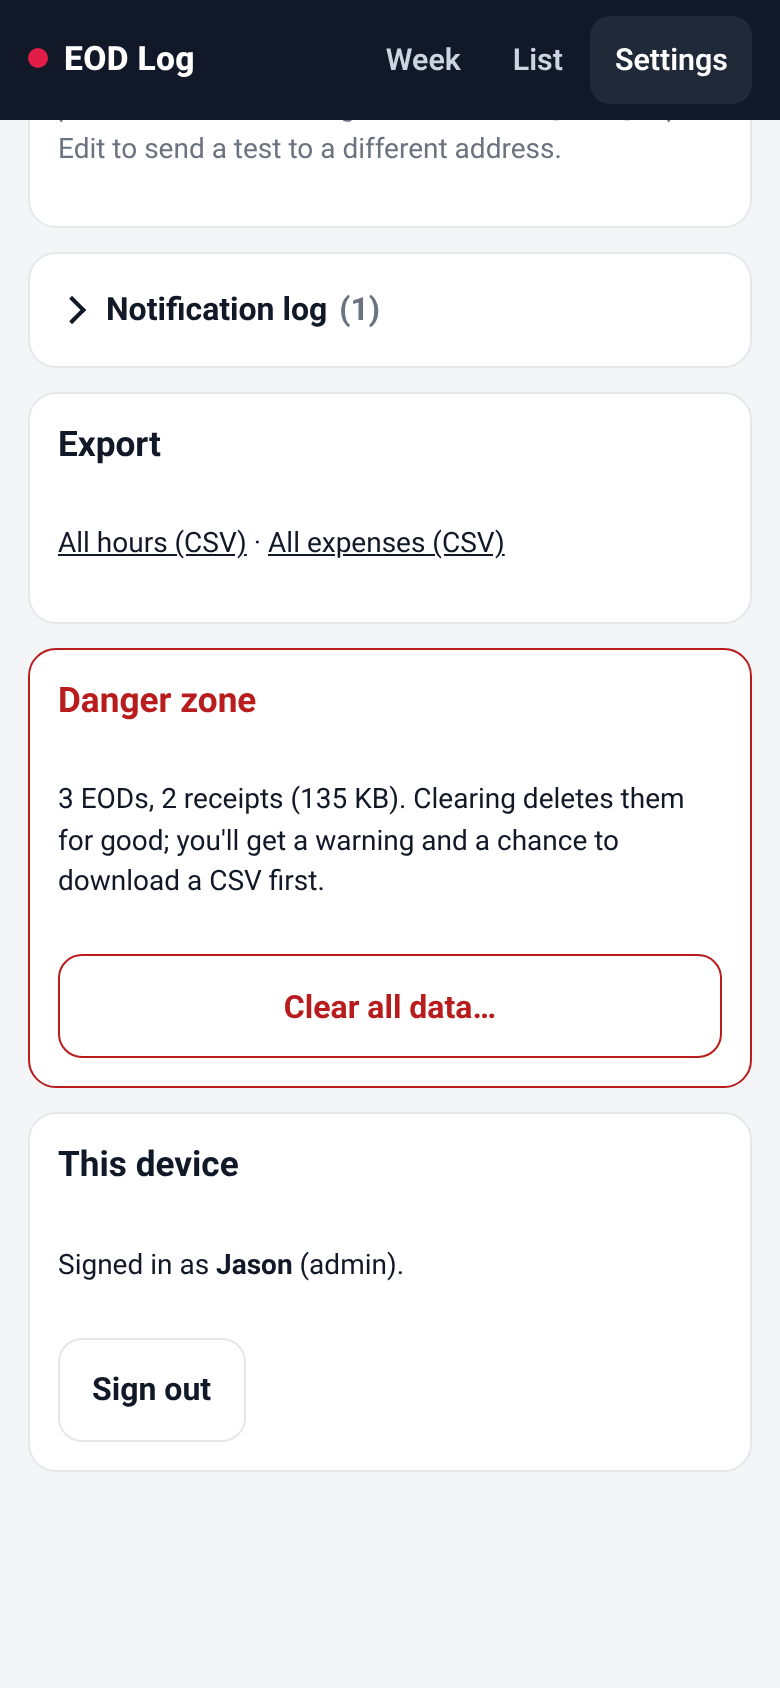 EOD Log
Week
List
Settings
Edit to send a test to a different address.
Notification log (1)
Export
All hours (CSV) · All expenses (CSV)
Danger zone
3 EODs, 2 receipts (135 KB). Clearing deletes them
for good; you'll get a warning and a chance to
download a CSV first.
Clear all data…
This device
Signed in as Jason (admin).
Sign out